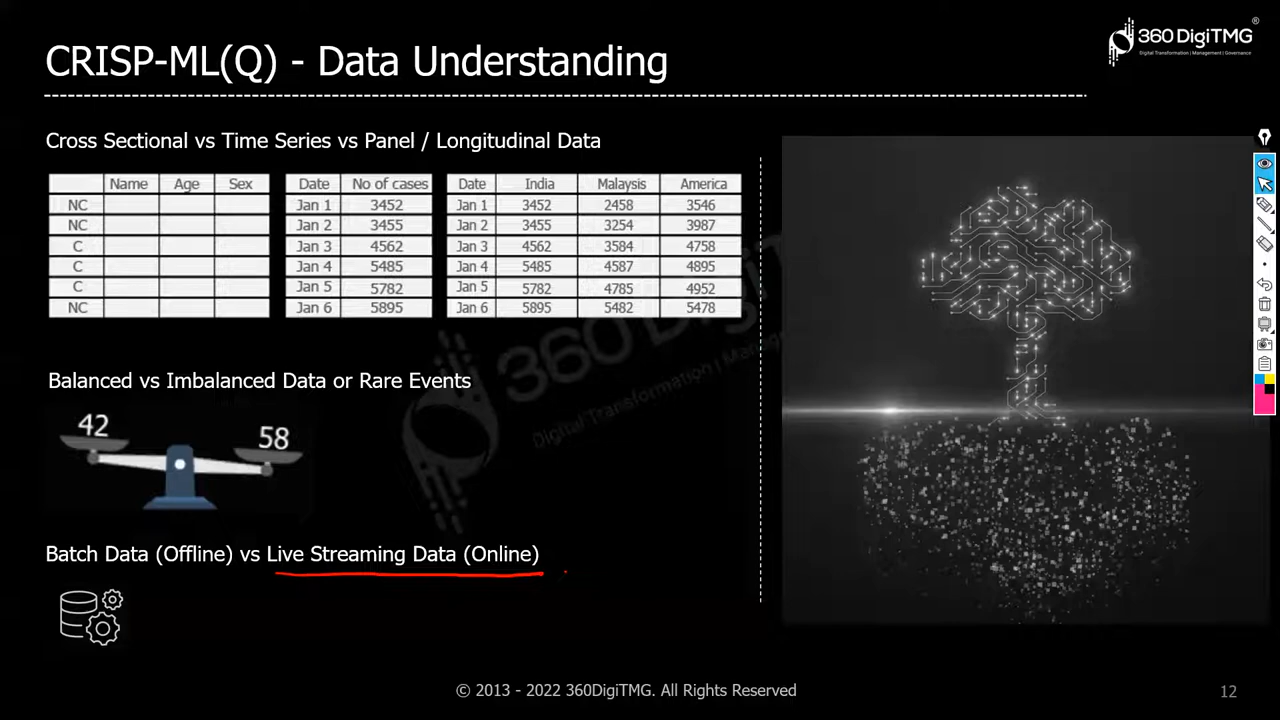 CRISP-ML(Q) - Data Understanding
360 DigiTMG ®
Digital Transformation | Management | Governance
Cross Sectional vs Time Series vs Panel / Longitudinal Data
Name Age Sex
NC
NC
C
C
C
NC
Date No of cases
Jan 1 3452
Jan 2 3455
Jan 3 4562
Jan 4 5485
Jan 5 5782
Jan 6 5895
Date India Malaysis America
Jan 1 3452 2458 3546
Jan 2 3455 3254 3987
Jan 3 4562 3584 4758
Jan 4 5485 4587 4895
Jan 5 5782 4785 4952
Jan 6 5895 5482 5478
Balanced vs Imbalanced Data or Rare Events
42
58
Batch Data (Offline) vs Live Streaming Data (Online)
© 2013 - 2022 360DigiTMG. All Rights Reserved
12